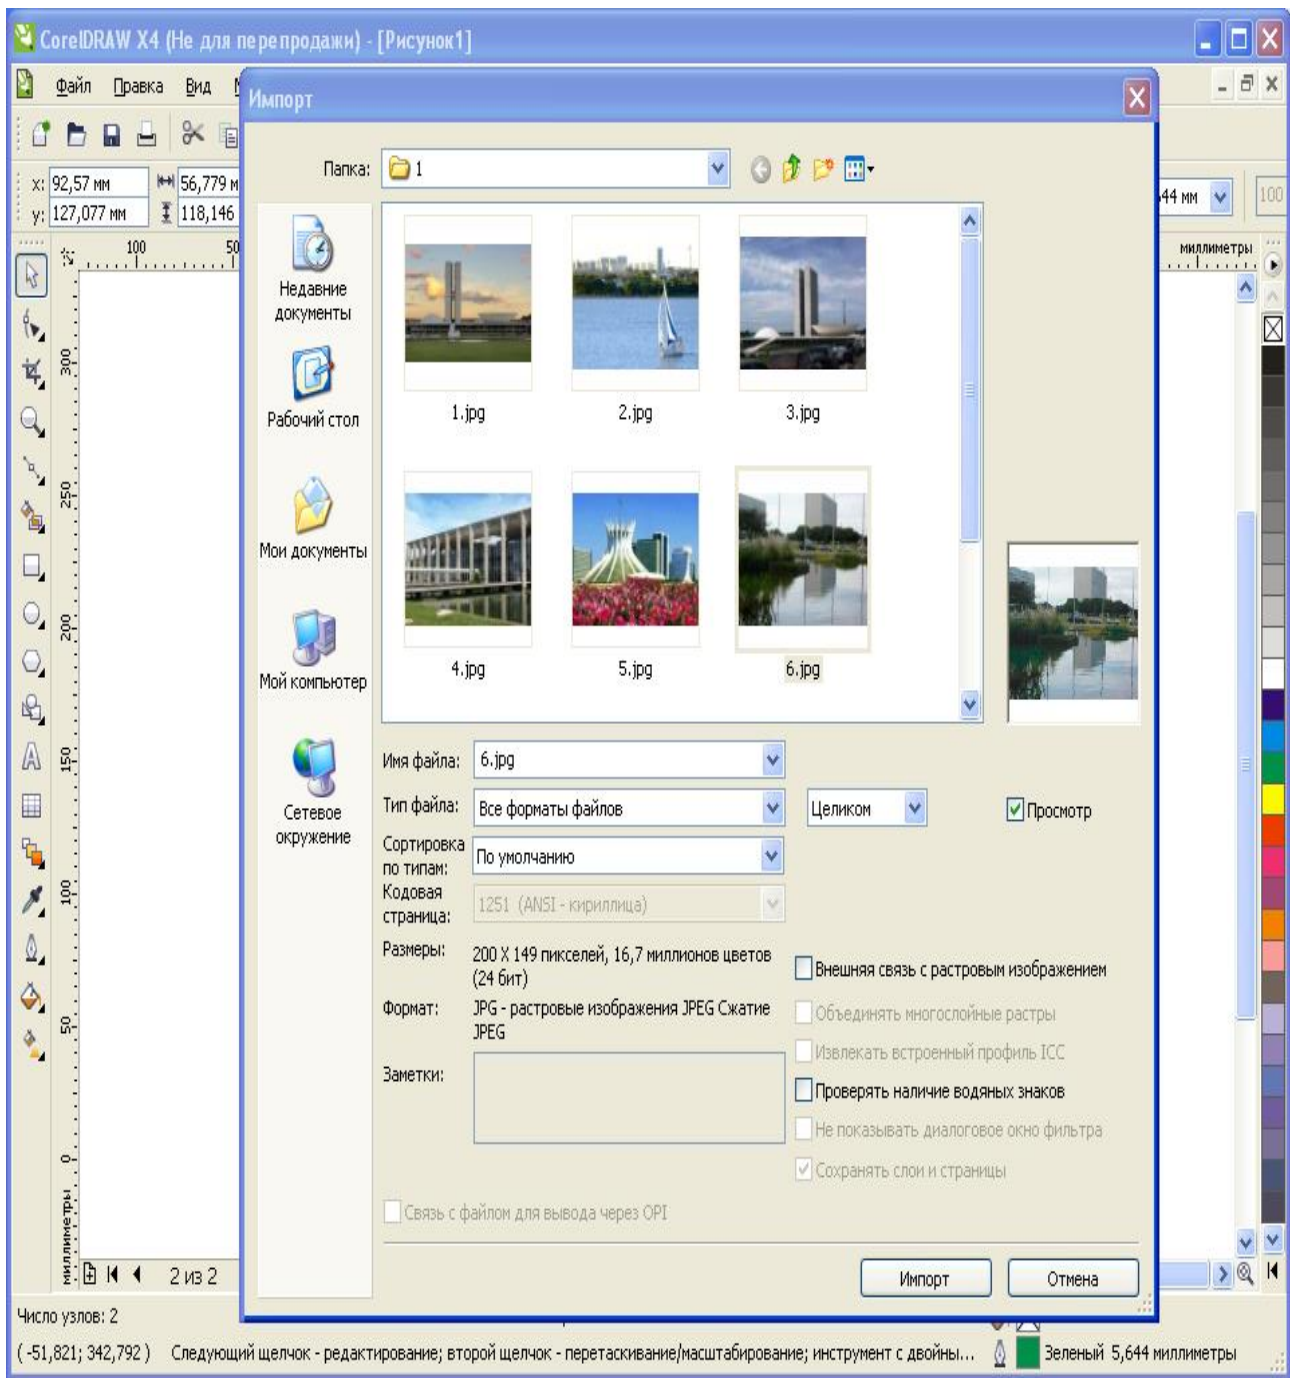 CorelDRAW X4 (Не для перепродажи) - [Рисунок1]
Файл Правка Вид
Импорт
Папка: 1
x: 92,57 мм 56,779 м
y: 127,077 мм 118,146
44 мм 100
100 50 миллиметры
Недавние
документы
Рабочий стол
Мои документы
Мой компьютер
Сетевое
окружение
1.jpg 2.jpg 3.jpg
4.jpg 5.jpg 6.jpg
300
250
200
150
100
50
0
миллиметры
Имя файла: 6.jpg
Тип файла: Все форматы файлов Целиком Просмотр
Сортировка
по типам: По умолчанию
Кодовая
страница: 1251 (ANSI - кириллица)
Размеры: 200 X 149 пикселей, 16,7 миллионов цветов
(24 бит)
Формат: JPG - растровые изображения JPEG Сжатие
JPEG
Заметки:
Внешняя связь с растровым изображением
Объединять многослойные растры
Извлекать встроенный профиль ICC
Проверять наличие водяных знаков
Не показывать диалоговое окно фильтра
Сохранять слои и страницы
Связь с файлом для вывода через OPI
Импорт Отмена
2 из 2
Число узлов: 2
( -51,821; 342,792 ) Следующий щелчок - редактирование; второй щелчок - перетаскивание/масштабирование; инструмент с двойны... Зеленый 5,644 миллиметры